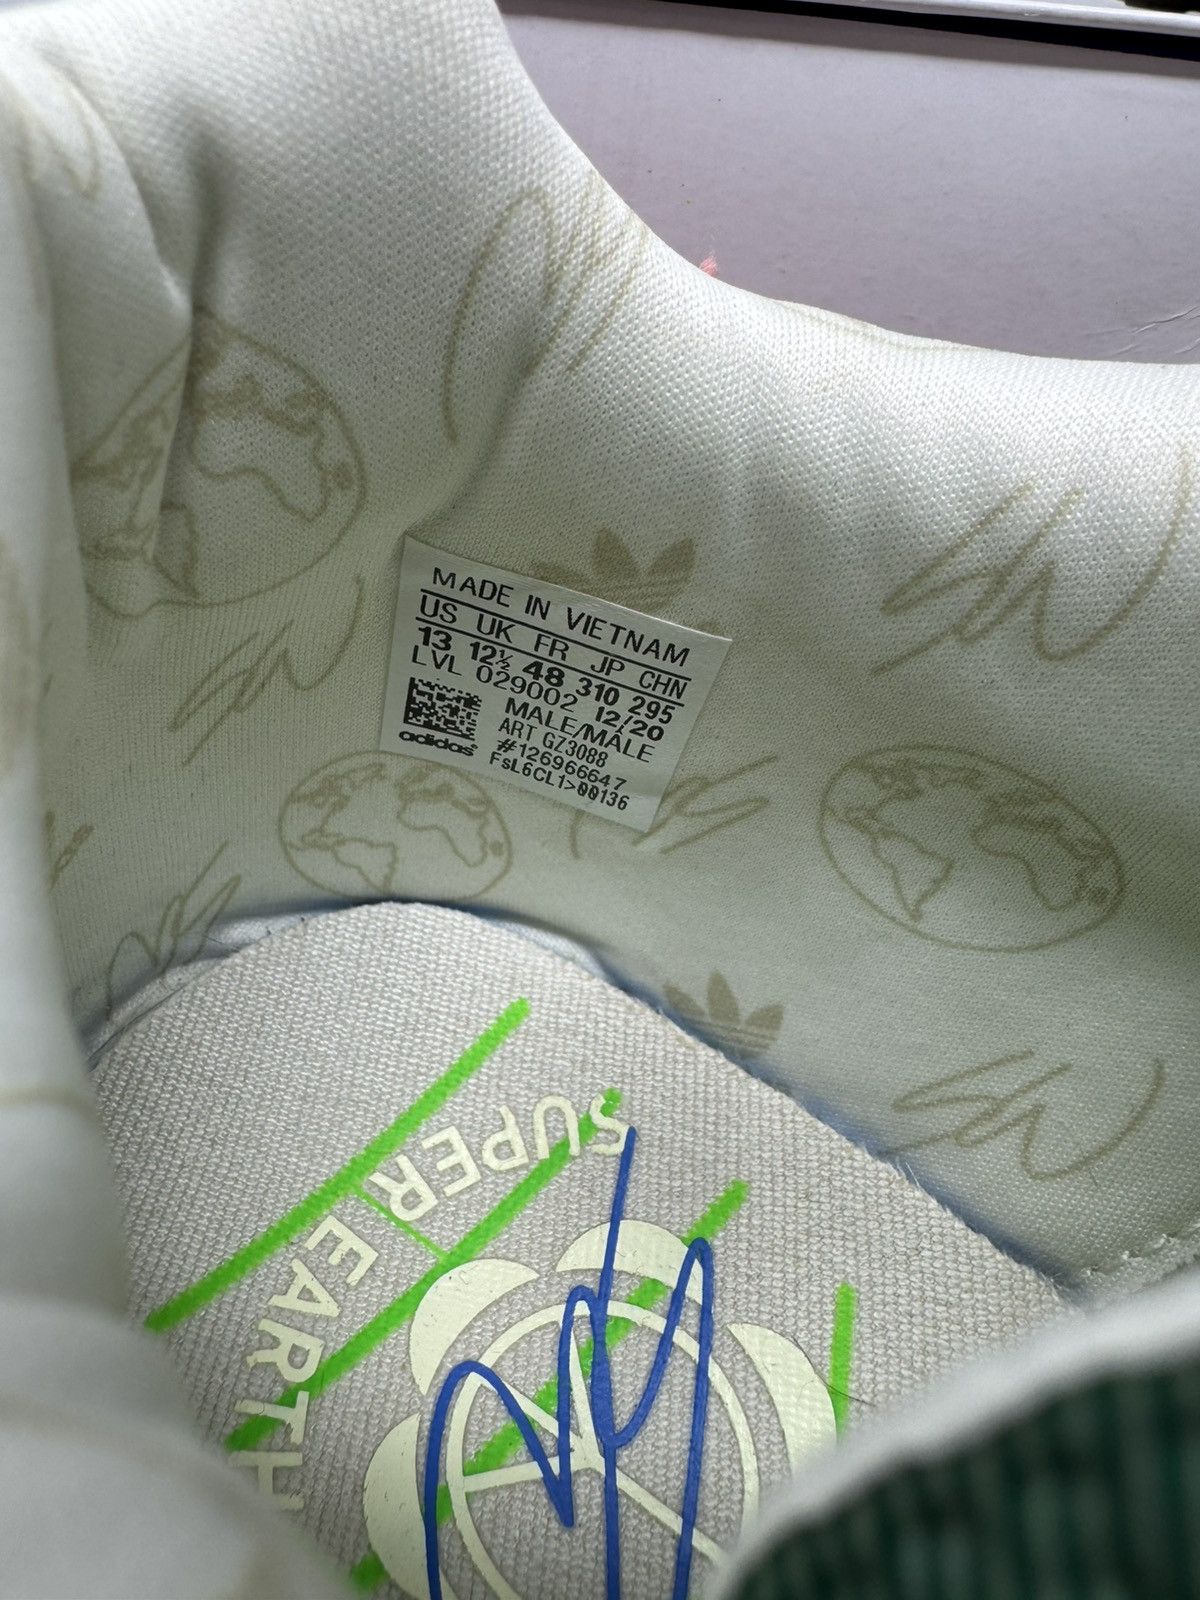 MADE IN VIETNAM
US UK FR JP CHN
13 12½ 48 310 295
LVL 029002 12/20
MALE/MALE
ART GZ3088
adidas #126966647
FsL6CL1>00136
SUPER EARTH